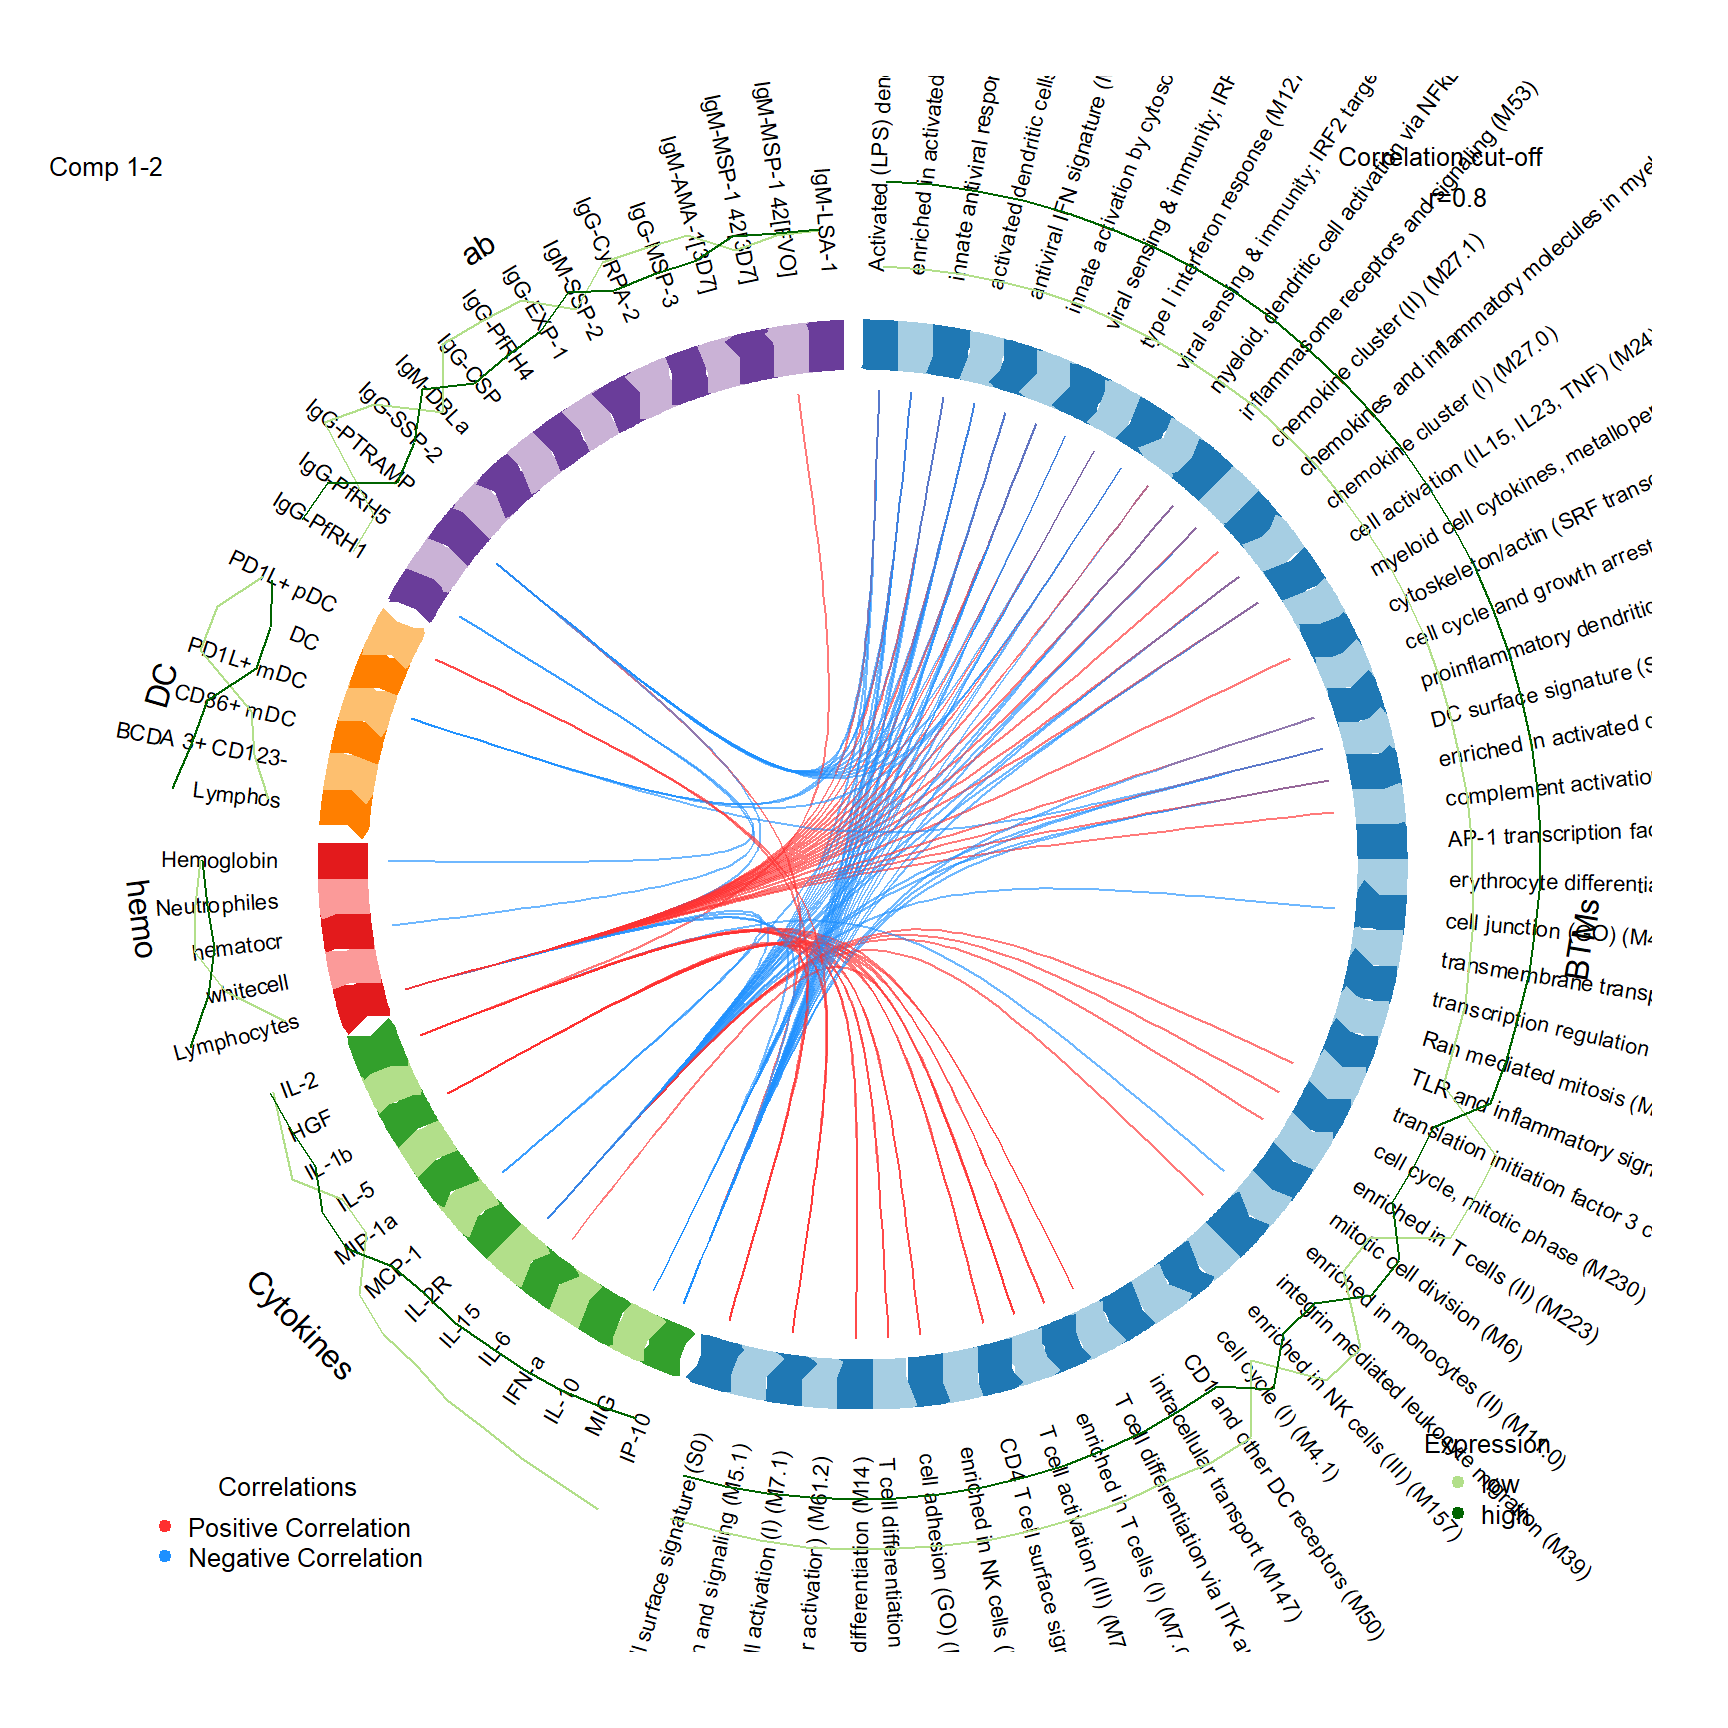 Comp 1-2
Correlation cut-off
r=0.8
ab
IgM-LSA-1
IgM-MSP-1 42[FVO]
IgM-MSP-1 42[3D7]
IgM-AMA-1[3D7]
IgG-MSP-3
IgG-CyRPA-2
IgM-SSP-2
IgG-EXP-1
IgG-PfRH4
IgG-CSP
IgM-DBLa
IgG-SSP-2
IgG-PTRAMP
IgG-PfRH5
IgG-PfRH1
DC
PD1L+ pDC
DC
PD1L+ mDC
CD86+ mDC
BCDA 3+ CD123-
Lymphos
hemo
Hemoglobin
Neutrophiles
hematocr
whitecell
Lymphocytes
Cytokines
IL-2
HGF
IL-1b
IL-5
MIP-1a
MCP-1
IL-2R
IL-15
IL-6
IFN-a
IL-10
MIG
IP-10
BTMs
Activated (LPS) den
enriched in activated
innate antiviral respor
activated dendritic cells
antiviral IFN signature (
innate activation by cytosc
viral sensing & immunity; IRF
type I interferon response (M127
viral sensing & immunity; IRF2 targe
myeloid, dendritic cell activation via NFkB
inflammasome receptors and signaling (M53)
chemokine cluster (II) (M27.1)
chemokines and inflammatory molecules in myel
chemokine cluster (I) (M27.0)
cell activation (IL15, IL23, TNF) (M24
myeloid cell cytokines, metallope
cytoskeleton/actin (SRF transc
cell cycle and growth arrest
proinflammatory dendritic
DC surface signature (S
enriched in activated
complement activatio
AP-1 transcription fac
erythrocyte differentia
cell junction (GO) (M4
transmembrane transp
transcription regulation
Ran mediated mitosis (M
TLR and inflammatory sign
translation initiation factor 3 c
cell cycle, mitotic phase (M230)
enriched in T cells (II) (M223)
mitotic cell division (M6)
enriched in monocytes (II) (M11.0)
integrin mediated leukocyte migration (M39)
enriched in NK cells (III) (M157)
cell cycle (I) (M4.1)
CD1 and other DC receptors (M50)
intracellular transport (M147)
T cell differentiation via ITK a
enriched in T cells (I) (M7.
T cell activation (III) (M7
CD4 T cell surface sign
enriched in NK cells (
cell adhesion (GO) (
T cell differentiation
differentiation (M14)
r activation) (M61.2)
ll activation (I) (M7.1)
n and signaling (M5.1)
ll surface signature (S0)
Correlations
Positive Correlation
Negative Correlation
Expression
low
high